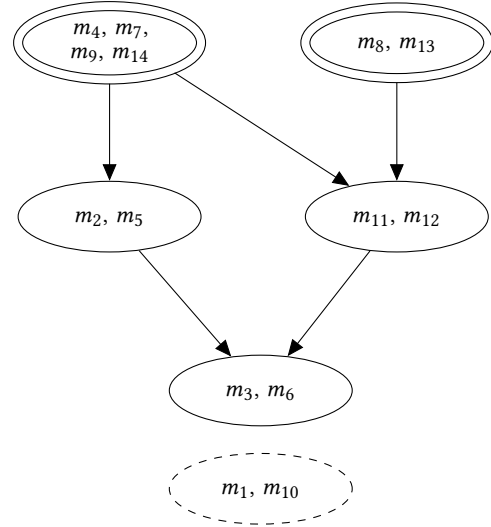 m₄, m₇,
m₉, m₁₄
m₈, m₁₃
m₂, m₅
m₁₁, m₁₂
m₃, m₆
m₁, m₁₀